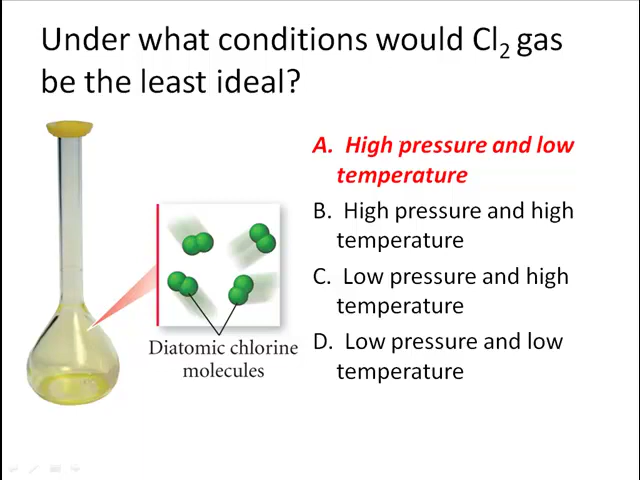 Under what conditions would Cl₂ gas
be the least ideal?
A. High pressure and low
temperature
B. High pressure and high
temperature
C. Low pressure and high
temperature
D. Low pressure and low
temperature
Diatomic chlorine
molecules